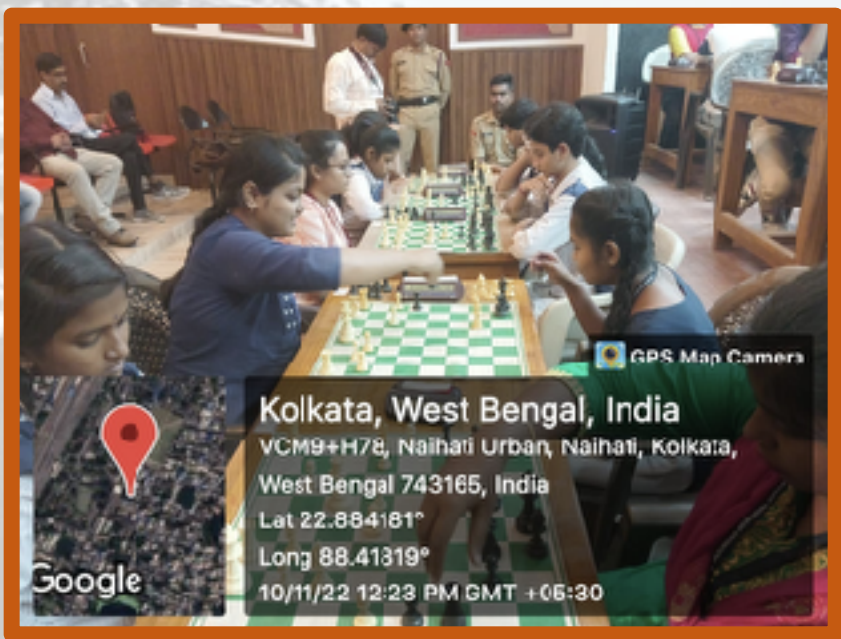 GPS Map Camera
Kolkata, West Bengal, India
VCM9+H78, Naihati Urban, Naihati, Kolkata,
West Bengal 743165, India
Lat 22.884181°
Long 88.41819°
10/11/22 12:23 PM GMT +05:30
Google